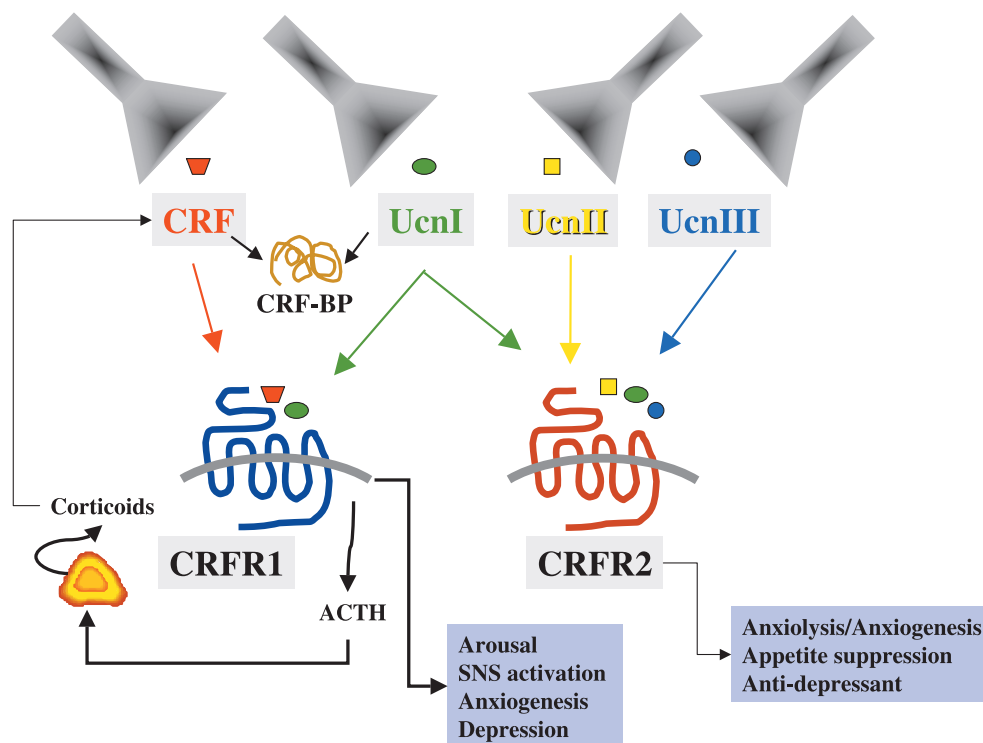 CRF
UcnI
UcnII
UcnIII
CRF-BP
Corticoids
CRFR1
CRFR2
ACTH
Arousal
SNS activation
Anxiogenesis
Depression
Anxiolysis/Anxiogenesis
Appetite suppression
Anti-depressant